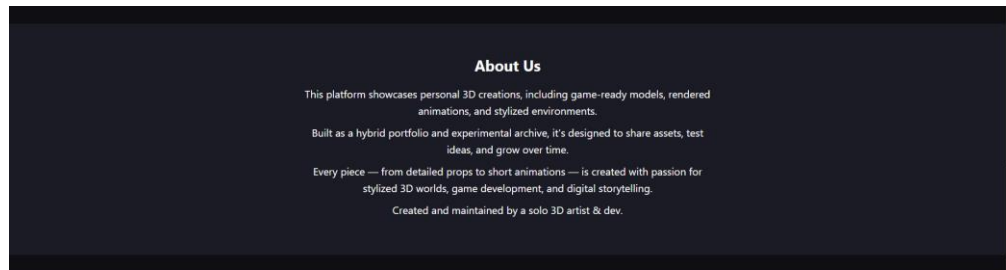 About Us
This platform showcases personal 3D creations, including game-ready models, rendered
animations, and stylized environments.
Built as a hybrid portfolio and experimental archive, it's designed to share assets, test
ideas, and grow over time.
Every piece — from detailed props to short animations — is created with passion for
stylized 3D worlds, game development, and digital storytelling.
Created and maintained by a solo 3D artist & dev.